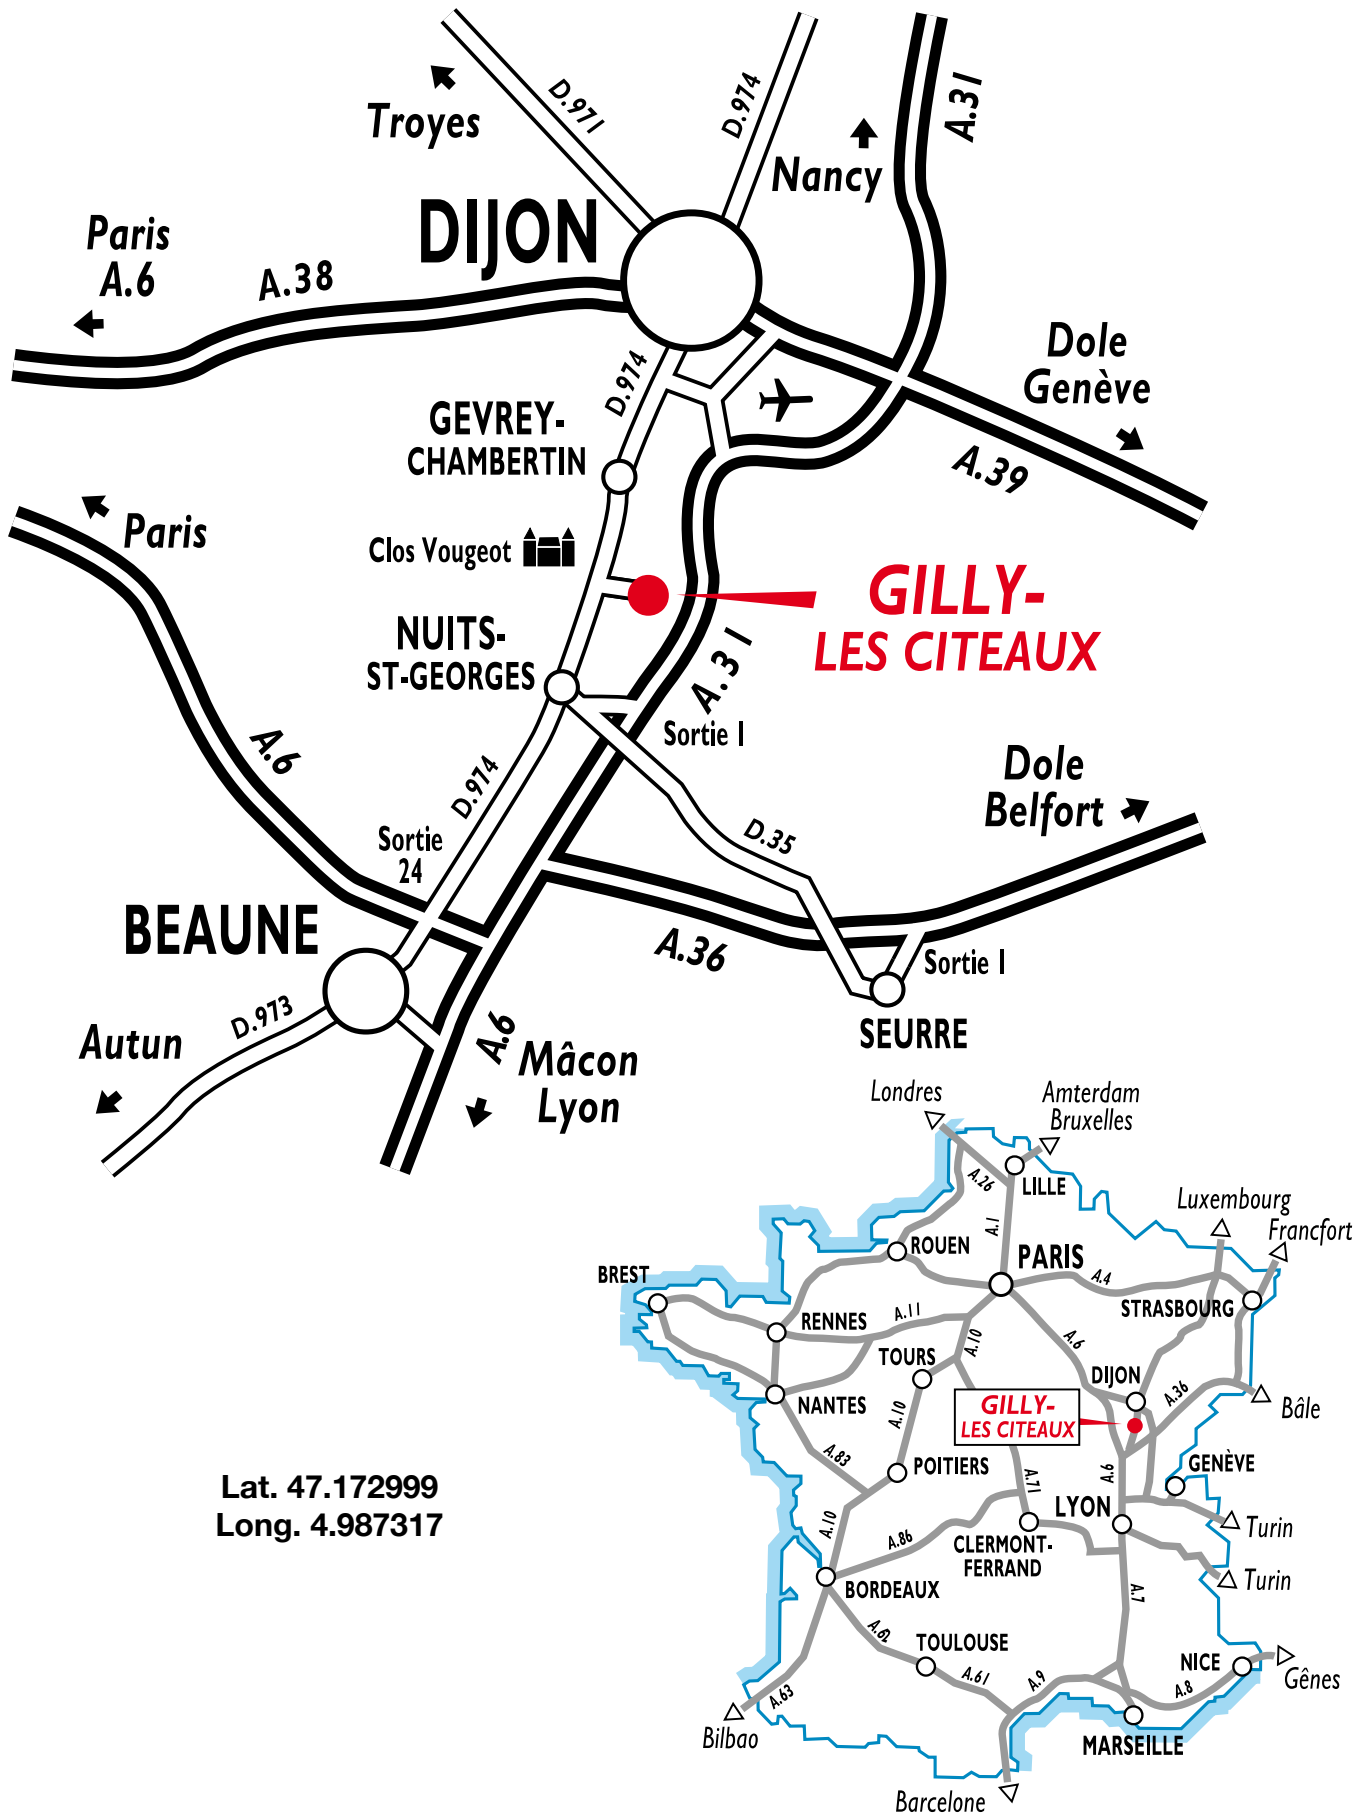 D.971
D.974
A.31
Troyes
Nancy
Paris
A.6
DIJON
A.38
Dole
Genève
D.974
GEVREY-
CHAMBERTIN
A.39
Paris
Clos Vougeot
GILLY-
LES CITEAUX
NUITS-
ST-GEORGES
A.31
Sortie 1
A.6
D.974
Dole
Belfort
Sortie
24
D.35
BEAUNE
A.36
Sortie 1
D.973
SEURRE
Autun
A.6
Mâcon
Lyon
Londres
Amterdam
Bruxelles
A.26
LILLE
Luxembourg
Francfort
A.1
ROUEN
PARIS
BREST
A.4
STRASBOURG
RENNES
A.11
A.10
A.6
TOURS
DIJON
A.36
NANTES
A.10
GILLY-
LES CITEAUX
Bâle
A.83
POITIERS
A.71
A.6
GENÈVE
Lat. 47.172999
Long. 4.987317
A.10
LYON
Turin
A.86
CLERMONT-
FERRAND
BORDEAUX
A.7
Turin
A.62
TOULOUSE
A.61
A.9
NICE
A.8
Gênes
A.63
Bilbao
MARSEILLE
Barcelone